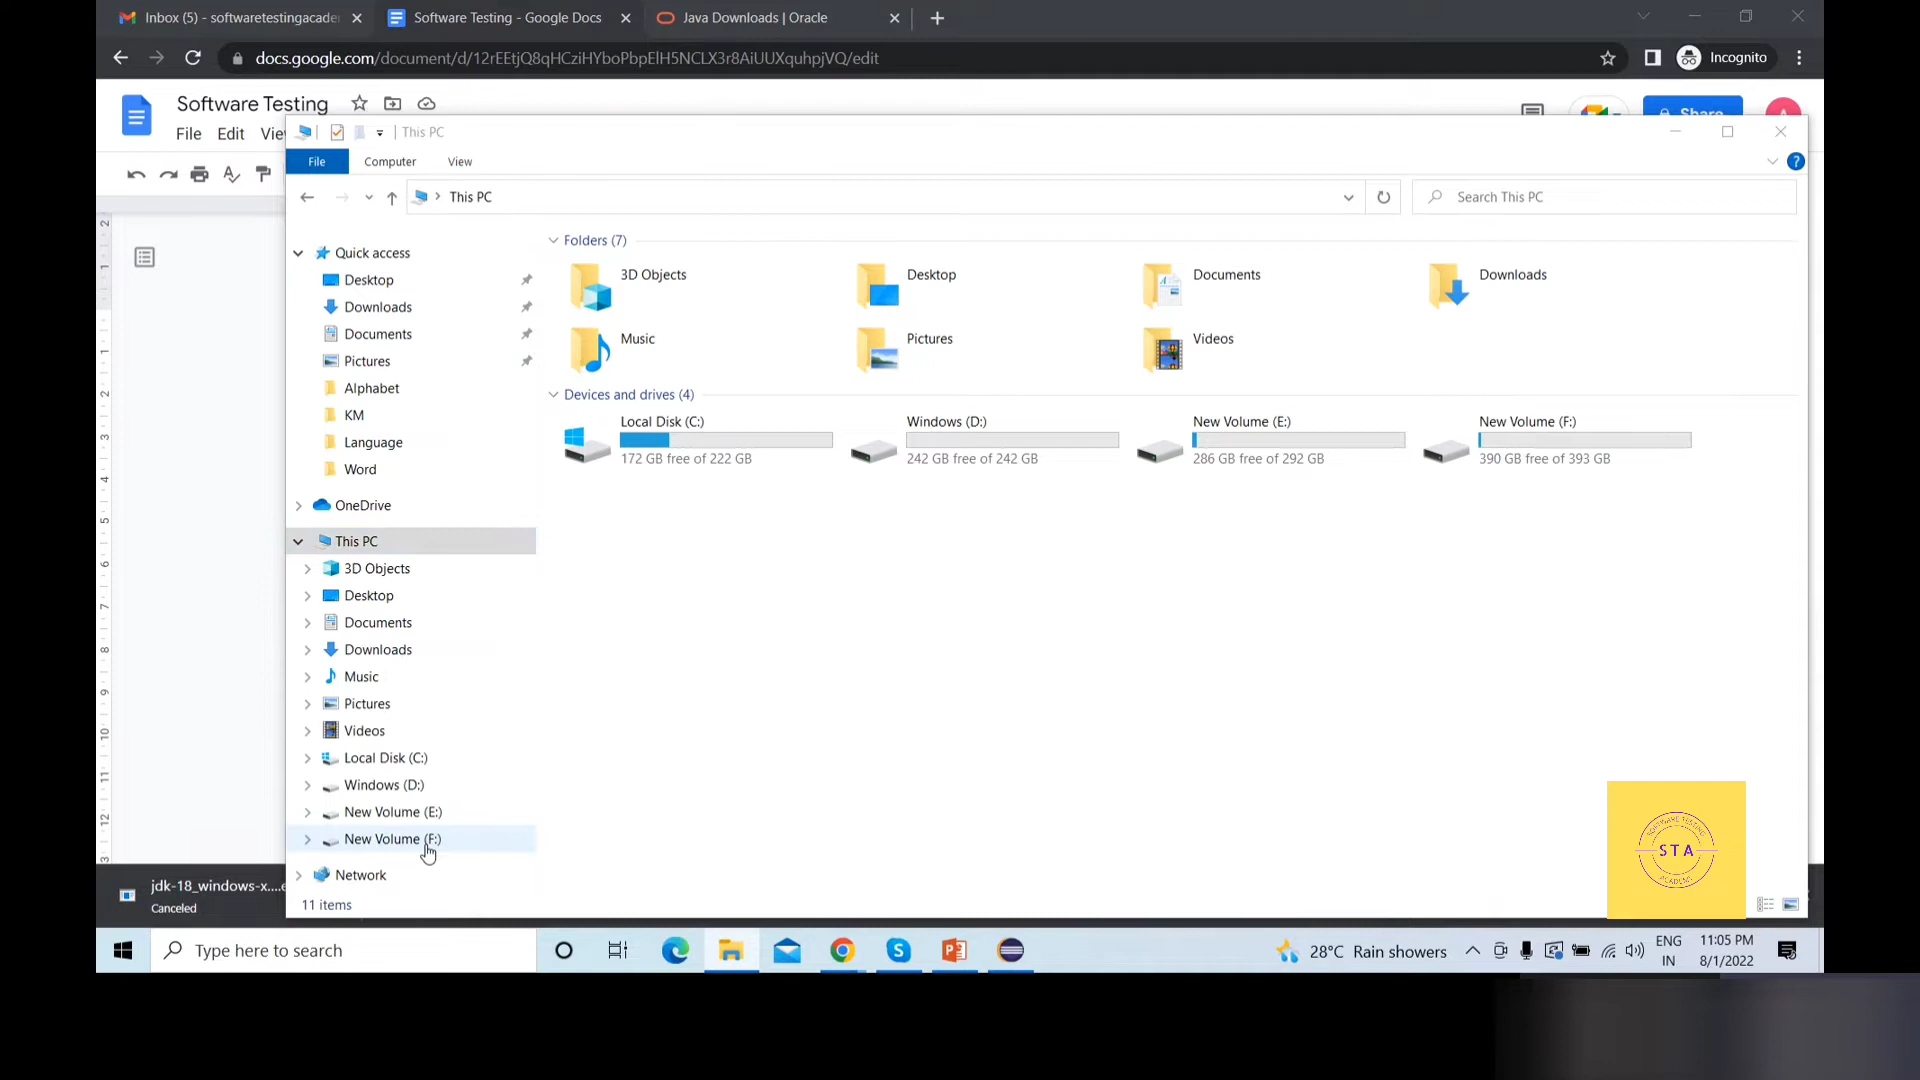 Inbox (5) - softwaretestingacade
Software Testing - Google Docs
Java Downloads | Oracle
docs.google.com/document/d/12rEEtjQ8qHCziHYboPbpElH5NCLX3r8AiUUXquhpjVQ/edit
Incognito
Software Testing
Share
File Edit
This PC
File Computer View
This PC
Search This PC
Quick access
Desktop
Downloads
Documents
Pictures
Alphabet
KM
Language
Word
OneDrive
This PC
3D Objects
Desktop
Documents
Downloads
Music
Pictures
Videos
Local Disk (C:)
Windows (D:)
New Volume (E:)
New Volume (F:)
Network
11 items
Folders (7)
3D Objects
Desktop
Documents
Downloads
Music
Pictures
Videos
Devices and drives (4)
Local Disk (C:)
172 GB free of 222 GB
Windows (D:)
242 GB free of 242 GB
New Volume (E:)
286 GB free of 292 GB
New Volume (F:)
390 GB free of 393 GB
SOFTWARE TESTING
STA
ACADEMY
jdk-18_windows-x....e
Canceled
Type here to search
28°C Rain showers
ENG
IN
11:05 PM
8/1/2022